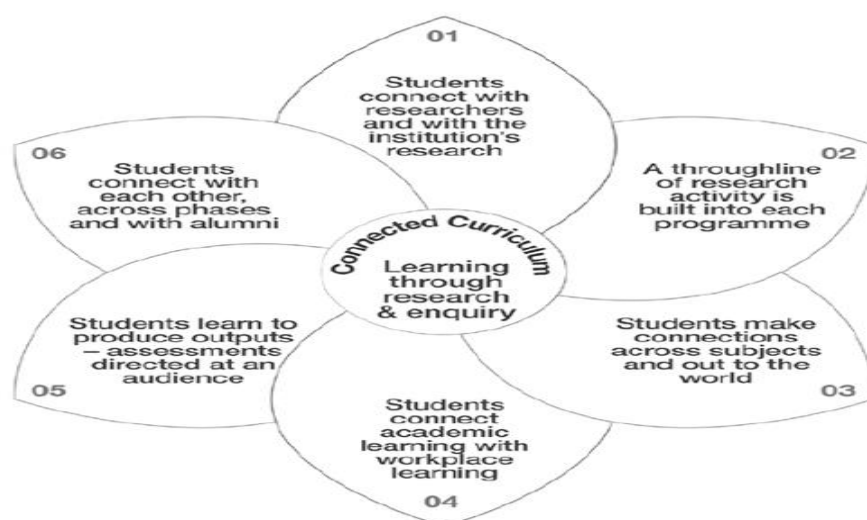 01
Students
connect with
researchers
and with the
institution's
research
02
A throughline
of research
activity is
built into each
programme
Students make
connections
across subjects
and out to the
world
03
Students
connect
academic
learning with
workplace
learning
04
Students learn to
produce outputs
– assessments
directed at an
audience
05
06
Students
connect with
each other,
across phases
and with alumni
Connected Curriculum
Learning
through
research
& enquiry